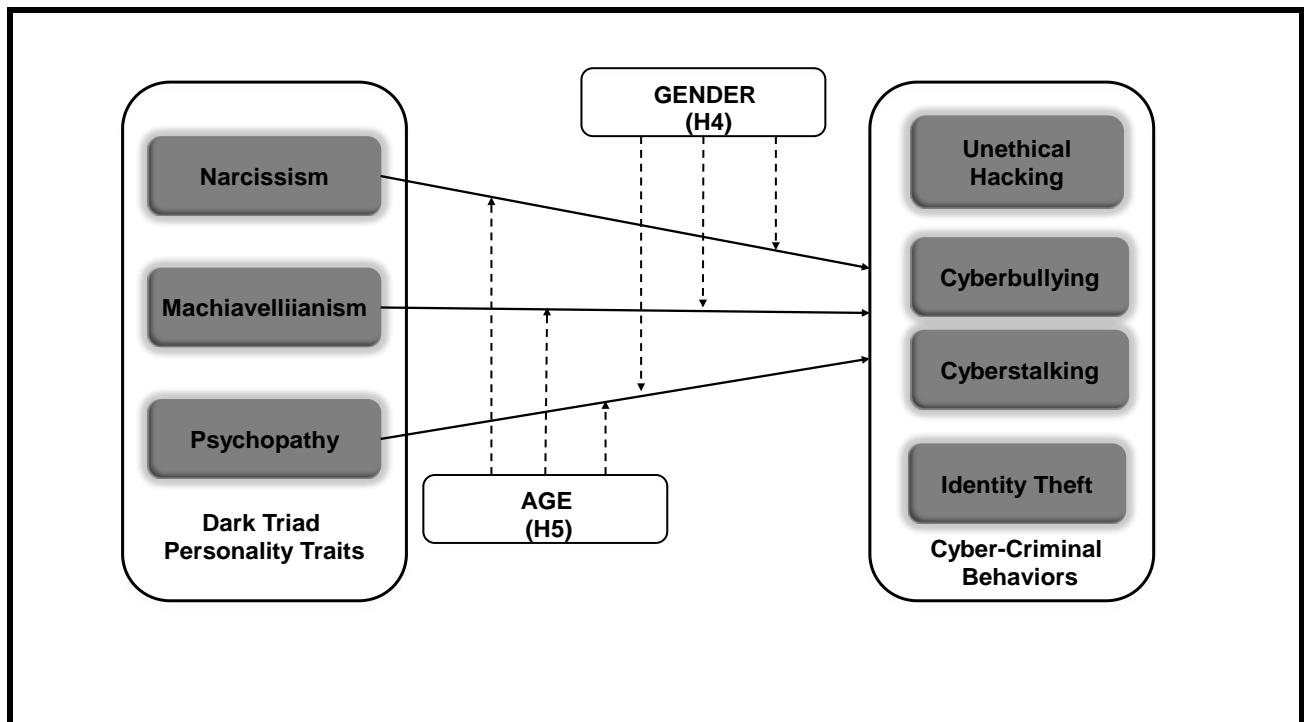 Narcissism
Machiavelliianism
Psychopathy
Dark Triad
Personality Traits
GENDER
(H4)
AGE
(H5)
Unethical
Hacking
Cyberbullying
Cyberstalking
Identity Theft
Cyber-Criminal
Behaviors